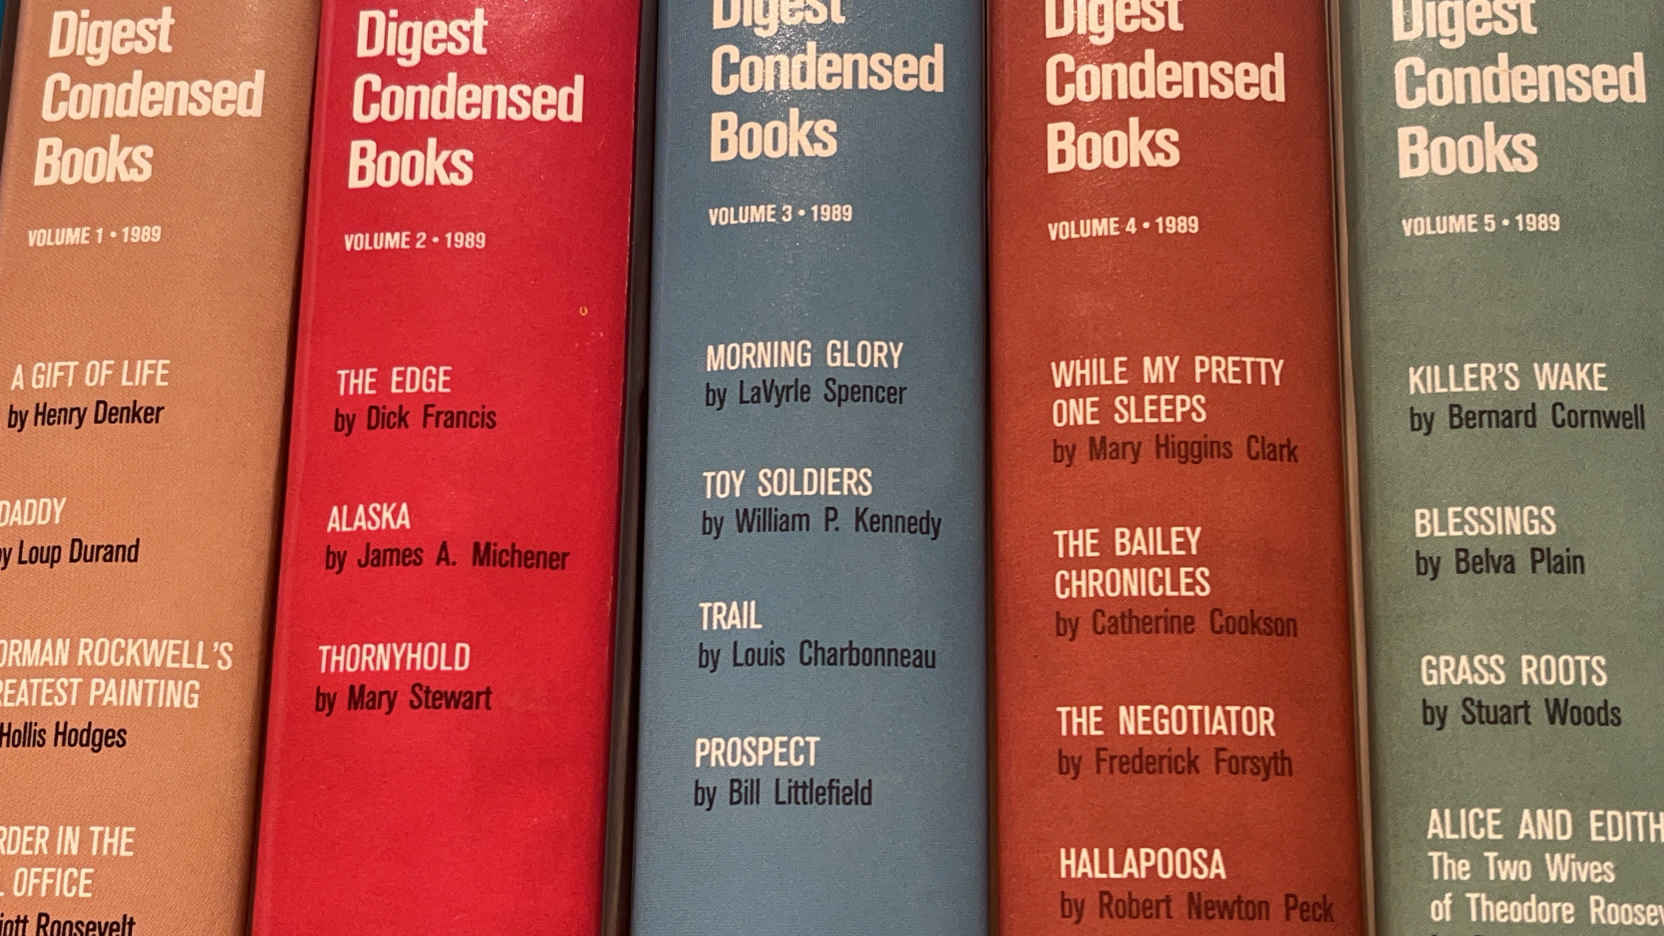 Digest
Condensed
Books
VOLUME 1 • 1989
A GIFT OF LIFE
by Henry Denker
DADDY
by Loup Durand
ORMAN ROCKWELL'S
REATEST PAINTING
Hollis Hodges
RDER IN THE
OFFICE
iott Roosevelt
Digest
Condensed
Books
VOLUME 2 • 1989
THE EDGE
by Dick Francis
ALASKA
by James A. Michener
THORNYHOLD
by Mary Stewart
Digest
Condensed
Books
VOLUME 3 • 1989
MORNING GLORY
by LaVyrle Spencer
TOY SOLDIERS
by William P. Kennedy
TRAIL
by Louis Charbonneau
PROSPECT
by Bill Littlefield
Digest
Condensed
Books
VOLUME 4 • 1989
WHILE MY PRETTY
ONE SLEEPS
by Mary Higgins Clark
THE BAILEY
CHRONICLES
by Catherine Cookson
THE NEGOTIATOR
by Frederick Forsyth
HALLAPOOSA
by Robert Newton Peck
Digest
Condensed
Books
VOLUME 5 • 1989
KILLER'S WAKE
by Bernard Cornwell
BLESSINGS
by Belva Plain
GRASS ROOTS
by Stuart Woods
ALICE AND EDITH
The Two Wives
of Theodore Roosev